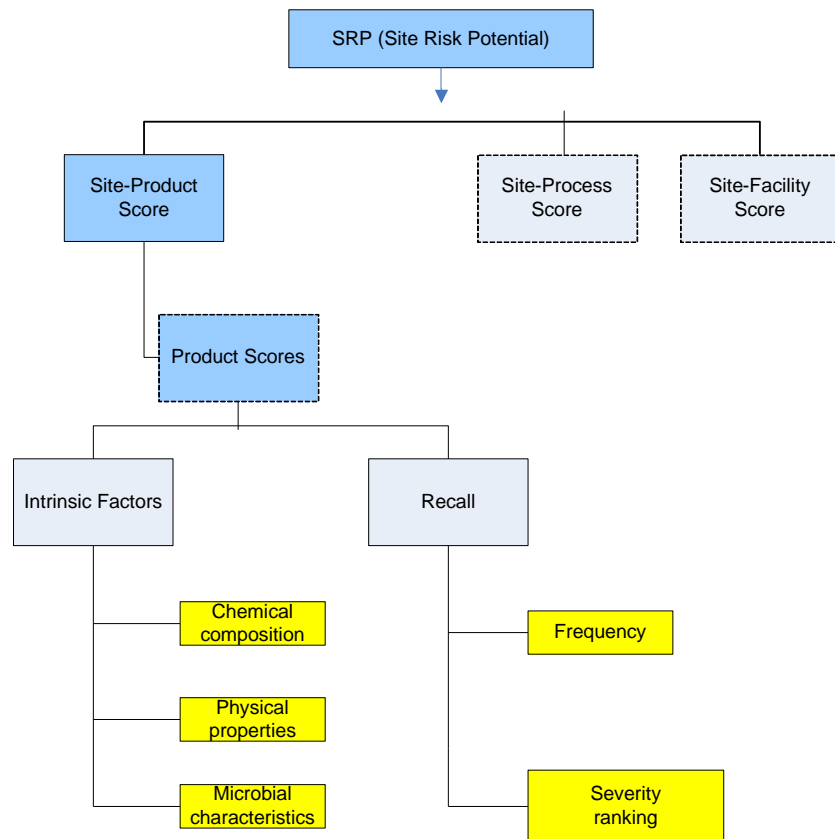 SRP (Site Risk Potential)
Site-Product
Score
Site-Process
Score
Site-Facility
Score
Product Scores
Intrinsic Factors
Recall
Chemical
composition
Frequency
Physical
properties
Microbial
characteristics
Severity
ranking